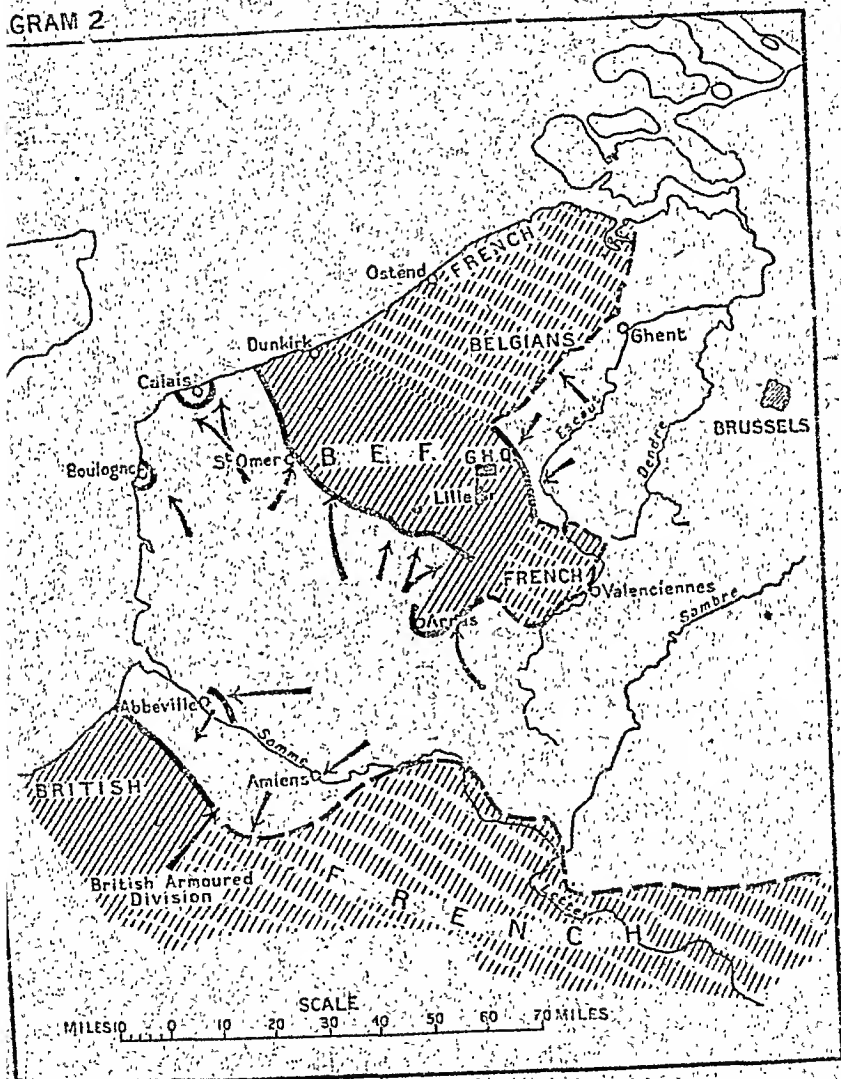 GRAM 2
Ostend
FRENCH
Dunkirk
BELGIANS
Ghent
Calais
Escaut
Dendre
BRUSSELS
Boulogne
St Omer
B. E. F.
G.H.Q.
Lille
FRENCH
Valenciennes
Arras
Sambre
Abbeville
Somme
Amiens
BRITISH
British Armoured
Division
FRENCH
SCALE
MILES 10 0 10 20 30 40 50 60 70 MILES